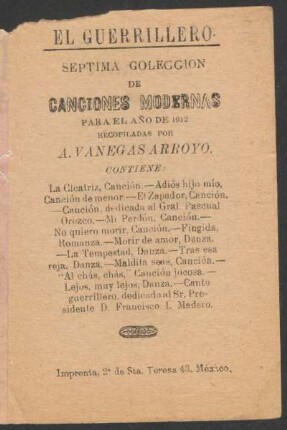 EL GUERRILLERO.
SEPTIMA GOLECCION
DE
CANCIONES MODERNAS
PARA EL AÑO DE 1912
RECOPILADAS POR
A. VANEGAS ARROYO.
CONTIENE:
La Cicatriz, Canción.—Adiós hijo mío,
Canción de menor.—El Zapador, Canción.
—Canción, dedicada al Gral. Pascual
Orozco.—Mi Perdón, Canción.—
No quiero morir, Canción.—Fingida,
Romanza.—Morir de amor, Danza.
—La Tempestad, Danza.—Tras esa
reja, Danza.—Maldita seas, Canción.—
"Al chás, chás," Canción jocosa.—
Lejos, muy lejos, Danza.—Canto
guerrillero, dedicada al Sr. Pre-
sidente D. Francisco I. Madero.
Imprenta, 2ª de Sta. Teresa 43. México.